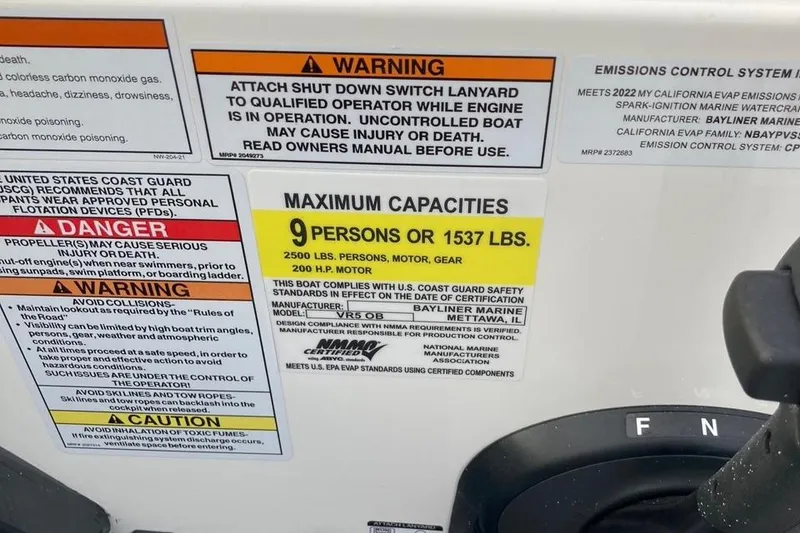 death.
colorless carbon monoxide gas.
headache, dizziness, drowsiness,
noxide poisoning.
carbon monoxide poisoning.
NW-204-21
WARNING
ATTACH SHUT DOWN SWITCH LANYARD
TO QUALIFIED OPERATOR WHILE ENGINE
IS IN OPERATION. UNCONTROLLED BOAT
MAY CAUSE INJURY OR DEATH.
READ OWNERS MANUAL BEFORE USE.
MRP# 2049273
EMISSIONS CONTROL SYSTEM
MEETS 2022 MY CALIFORNIA EVAP EMISSIONS
SPARK-IGNITION MARINE WATERCRA
MANUFACTURER: BAYLINER MARINE
CALIFORNIA EVAP FAMILY: NBAYPVSS
EMISSION CONTROL SYSTEM: CP
MRP# 2372683
UNITED STATES COAST GUARD
USCG) RECOMMENDS THAT ALL
PANTS WEAR APPROVED PERSONAL
FLOTATION DEVICES (PFDs).
DANGER
PROPELLER(S) MAY CAUSE SERIOUS
INJURY OR DEATH.
hut-off engine(s) when near swimmers, prior to
ing sunpads, swim platform, or boarding ladder.
WARNING
AVOID COLLISIONS-
• Maintain lookout as required by the "Rules of
the Road"
• Visibility can be limited by high boat trim angles,
persons, gear, weather and atmospheric
conditions.
• At all times proceed at a safe speed, in order to
take proper and effective action to avoid
hazardous conditions.
SUCH ISSUES ARE UNDER THE CONTROL OF
THE OPERATOR!
AVOID SKI LINES AND TOW ROPES-
Ski lines and tow ropes can backlash into the
cockpit when released.
CAUTION
AVOID INHALATION OF TOXIC FUMES-
If fire extinguishing system discharge occurs,
ventilate space before entering.
MAXIMUM CAPACITIES
9 PERSONS OR 1537 LBS.
2500 LBS. PERSONS, MOTOR, GEAR
200 H.P. MOTOR
THIS BOAT COMPLIES WITH U.S. COAST GUARD SAFETY
STANDARDS IN EFFECT ON THE DATE OF CERTIFICATION
MANUFACTURER: BAYLINER MARINE
MODEL: VR5 OB METTAWA, IL
DESIGN COMPLIANCE WITH NMMA REQUIREMENTS IS VERIFIED.
MANUFACTURER RESPONSIBLE FOR PRODUCTION CONTROL.
NMMA
CERTIFIED
using ABYC. standards
NATIONAL MARINE
MANUFACTURERS
ASSOCIATION
MEETS U.S. EPA EVAP STANDARDS USING CERTIFIED COMPONENTS
F N
ATTACH LANYARD